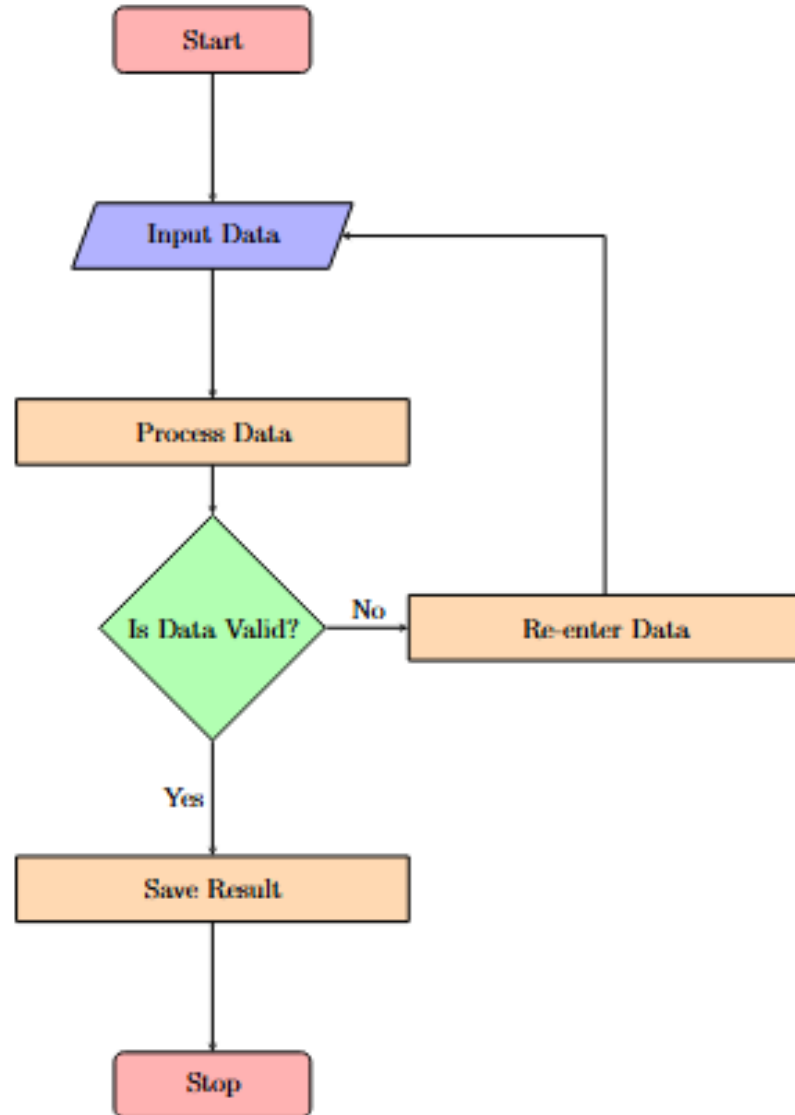 Start
Input Data
Process Data
Is Data Valid?
No
Re-enter Data
Yes
Save Result
Stop